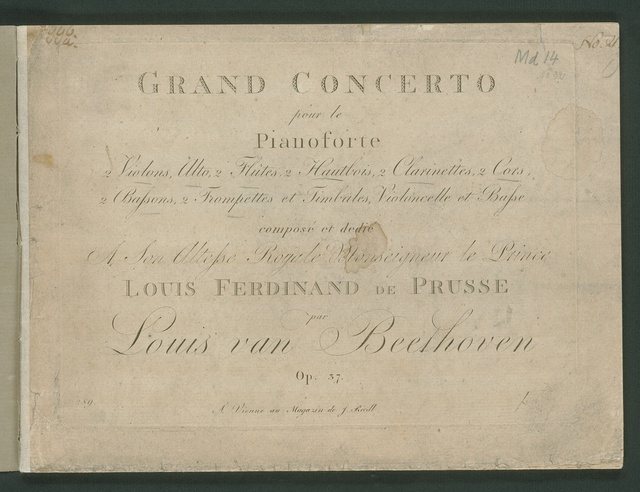 Md 14
GRAND CONCERTO
pour le
Pianoforte
2 Violons, Alto, 2 Flûtes, 2 Hautbois, 2 Clarinettes, 2 Cors,
2 Bassons, 2 Trompettes et Timbales, Violoncelle et Basse
composé et dedié
A Son Altesse Royale Monseigneur le Prince
LOUIS FERDINAND DE PRUSSE
par
Louis van Beethoven
Op. 37.
A Vienne au Magazin de J. Riedl